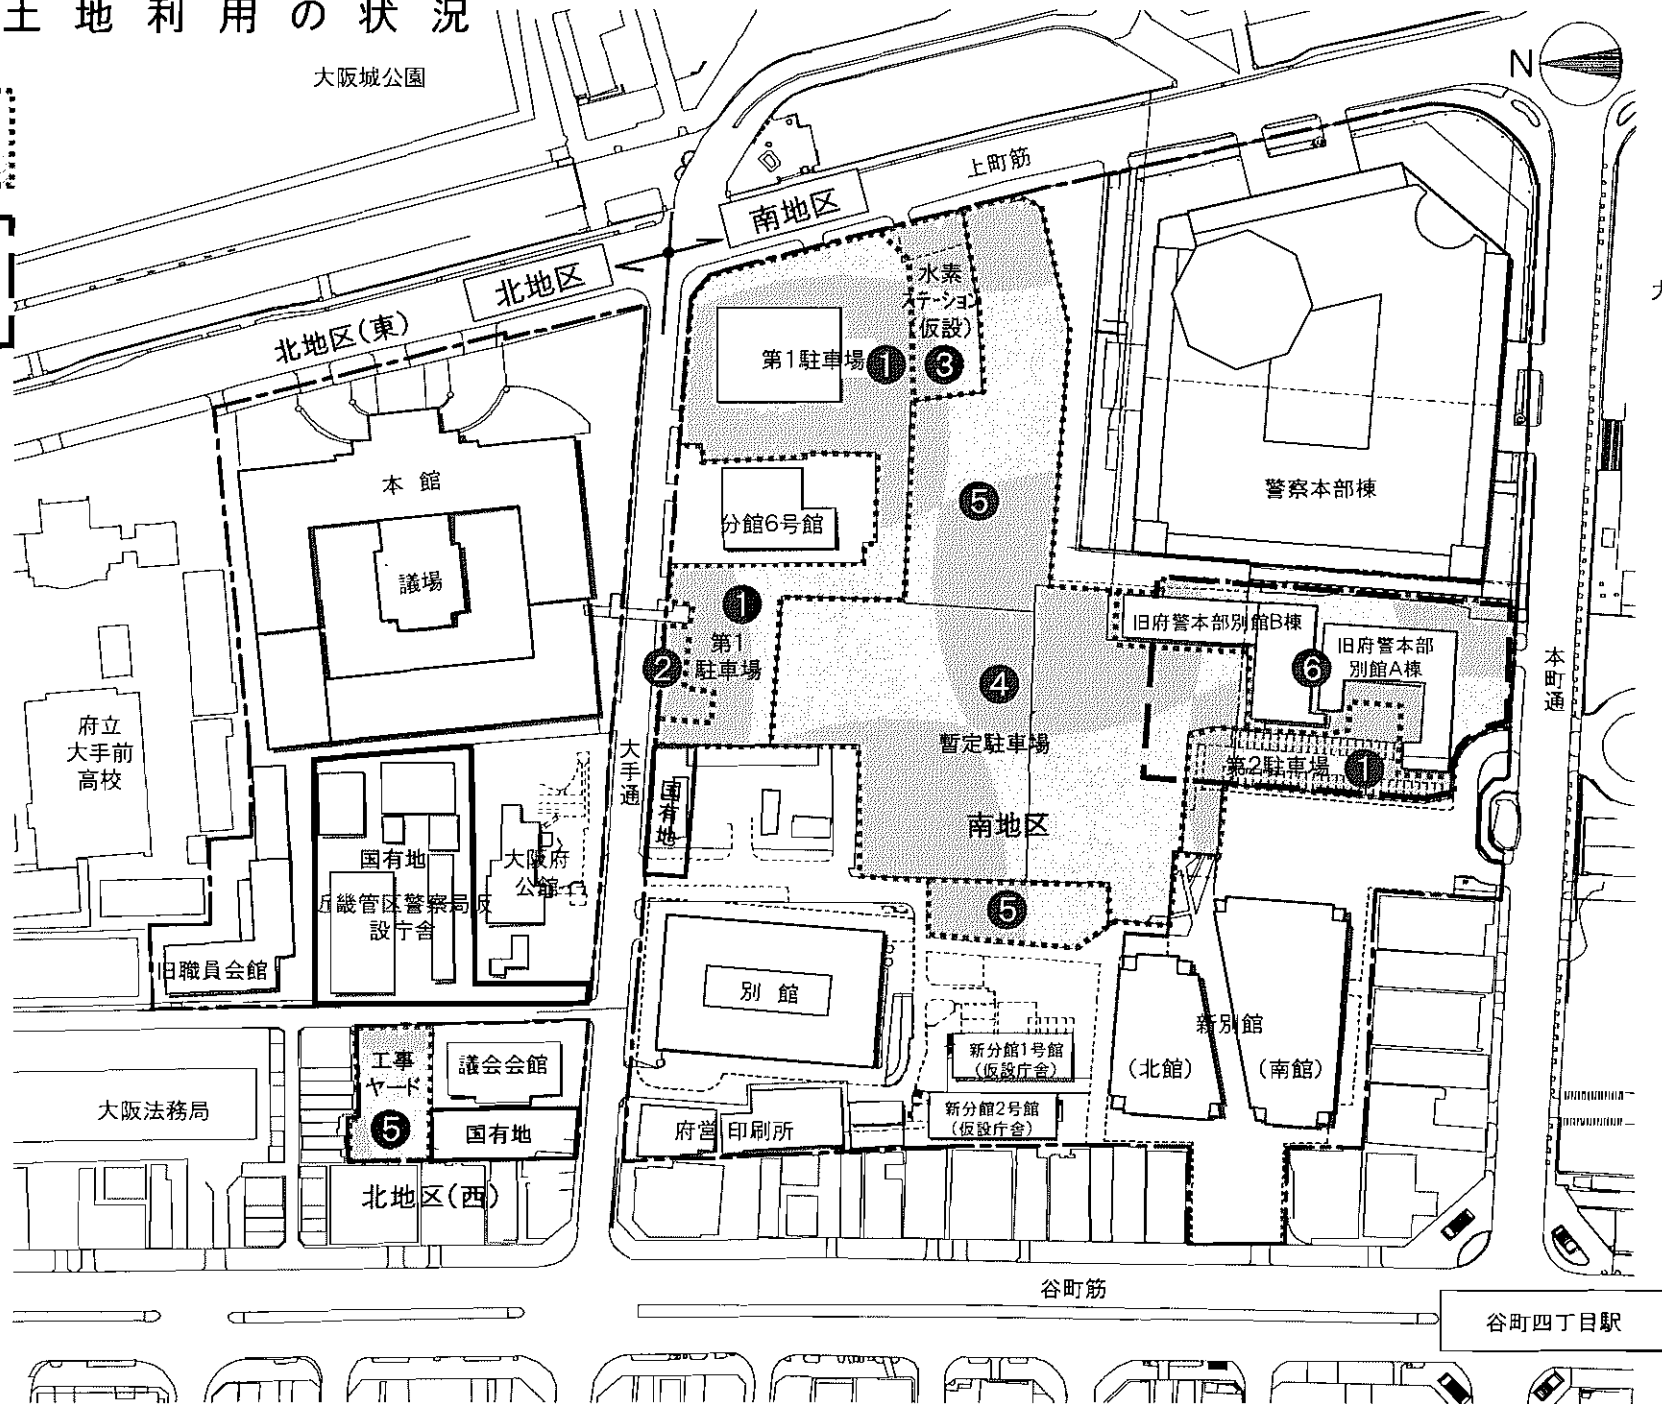 土地利用の状況
大阪城公園
N
上町筋
南地区
北地区
北地区(東)
水素
ステーション
(仮設)
第1駐車場
❶
❸
本館
議場
分館6号館
❺
警察本部棟
❶
第1
駐車場
❷
❹
暫定駐車場
旧府警本部別館B棟
❻
旧府警本部
別館A棟
本町通
第2駐車場
❶
府立
大手前
高校
大手通
国有地
南地区
国有地
大阪府
公館
近畿管区警察局仮
設庁舎
❺
旧職員会館
別館
新別館
(北館)
(南館)
新分館1号館
(仮設庁舎)
新分館2号館
(仮設庁舎)
工事
ヤード
❺
議会会館
国有地
大阪法務局
府営印刷所
北地区(西)
谷町筋
谷町四丁目駅